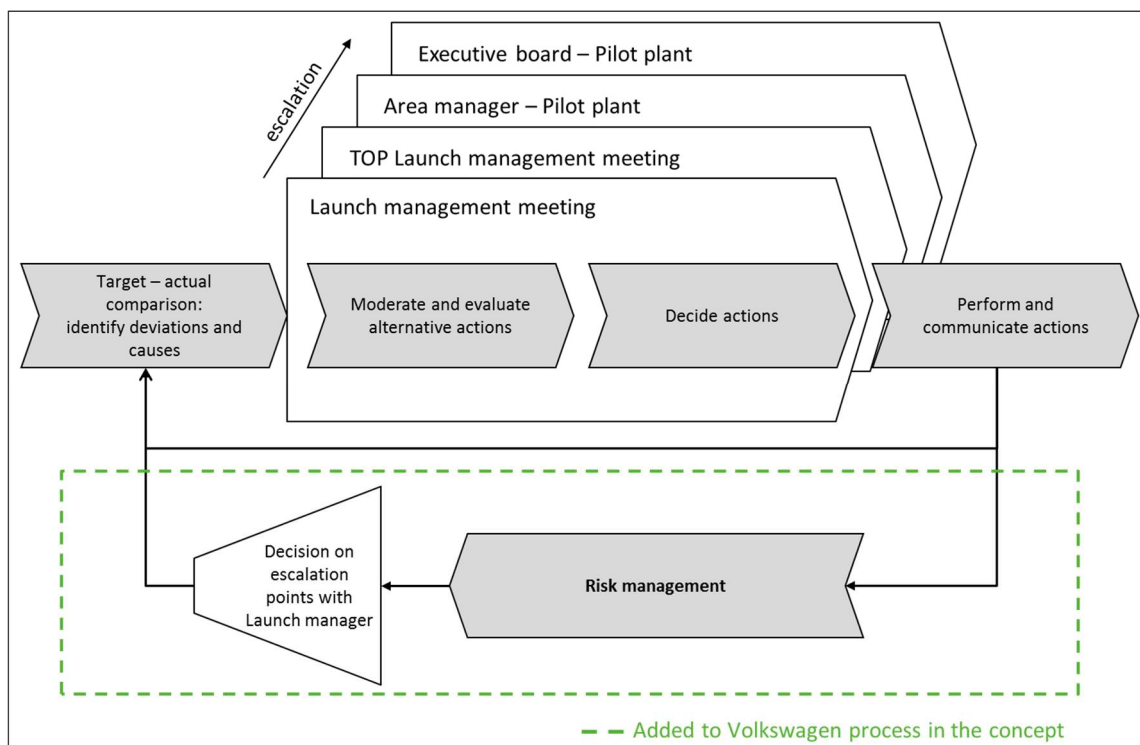 Executive board – Pilot plant
escalation
Area manager – Pilot plant
TOP Launch management meeting
Launch management meeting
Target – actual
comparison:
identify deviations and
causes
Moderate and evaluate
alternative actions
Decide actions
Perform and
communicate actions
Decision on
escalation
points with
Launch manager
Risk management
Added to Volkswagen process in the concept